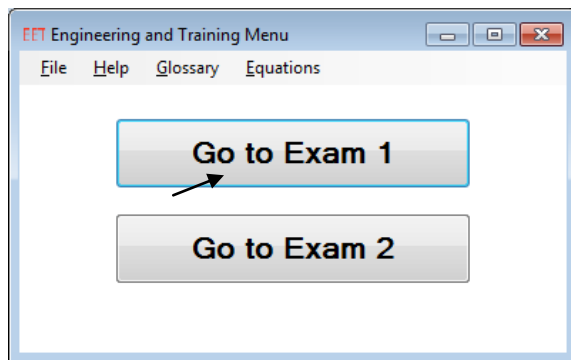 EET Engineering and Training Menu
File Help Glossary Equations
Go to Exam 1
Go to Exam 2